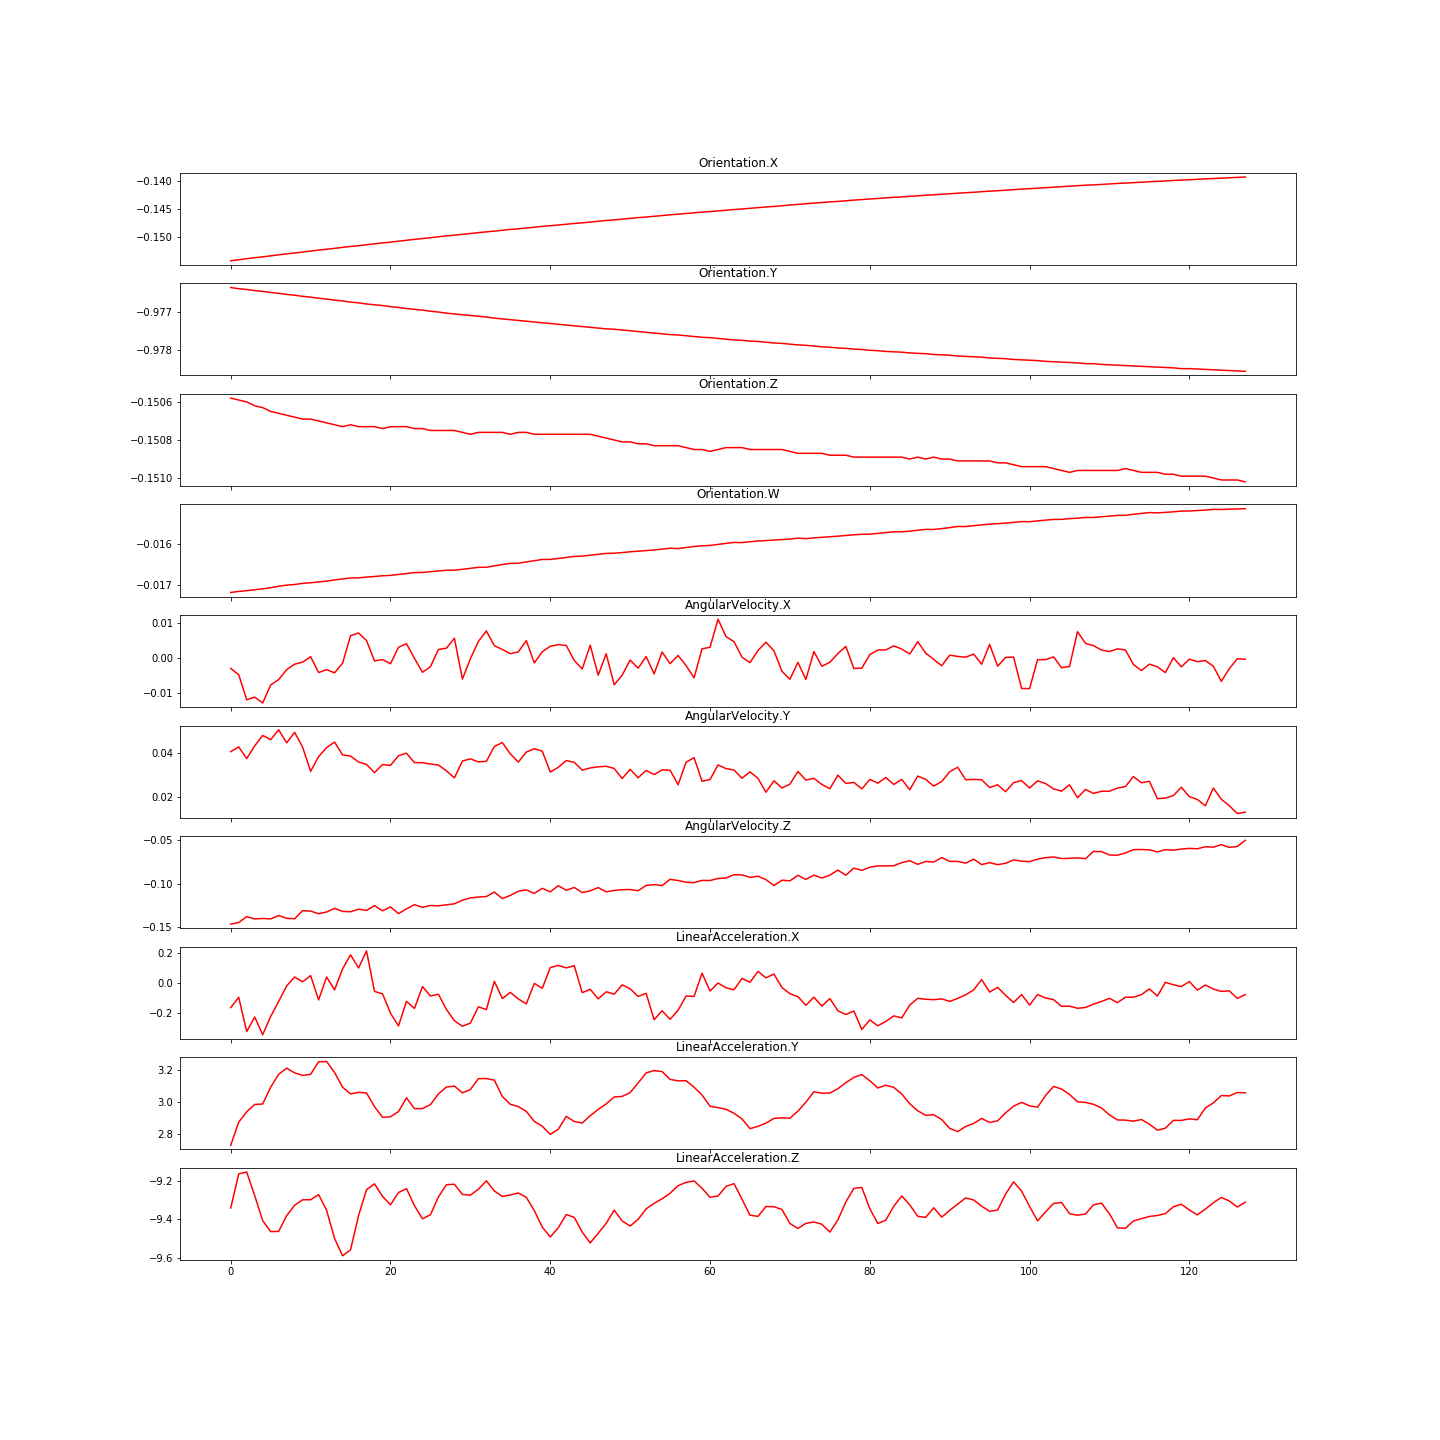 Orientation.X
−0.140
−0.145
−0.150
Orientation.Y
−0.977
−0.978
Orientation.Z
−0.1506
−0.1508
−0.1510
Orientation.W
−0.016
−0.017
AngularVelocity.X
0.01
0.00
−0.01
AngularVelocity.Y
0.04
0.02
AngularVelocity.Z
−0.05
−0.10
−0.15
LinearAcceleration.X
0.2
0.0
−0.2
LinearAcceleration.Y
3.2
3.0
2.8
LinearAcceleration.Z
−9.2
−9.4
−9.6
0 20 40 60 80 100 120